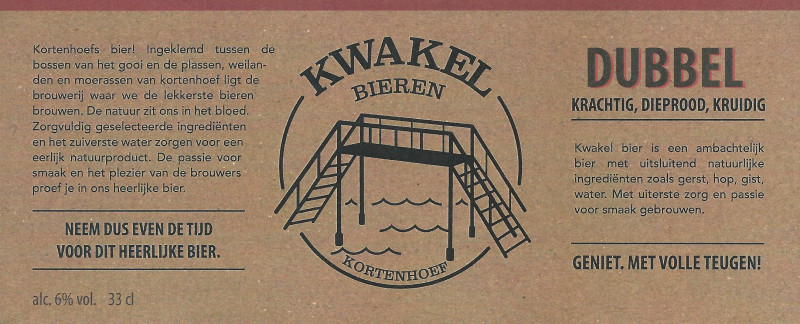 Kortenhoefs bier! Ingeklemd tussen de
bossen van het gooi en de plassen, weilan-
den en moerassen van kortenhoef ligt de
brouwerij waar we de lekkerste bieren
brouwen. De natuur zit ons in het bloed.
Zorgvuldig geselecteerde ingrediënten
en het zuiverste water zorgen voor een
eerlijk natuurproduct. De passie voor
smaak en het plezier van de brouwers
proef je in ons heerlijke bier.
NEEM DUS EVEN DE TIJD
VOOR DIT HEERLIJKE BIER.
alc. 6% vol. 33 cl
KWAKEL
BIEREN
KORTENHOEF
DUBBEL
KRACHTIG, DIEPROOD, KRUIDIG
Kwakel bier is een ambachtelijk
bier met uitsluitend natuurlijke
ingrediënten zoals gerst, hop, gist,
water. Met uiterste zorg en passie
voor smaak gebrouwen.
GENIET. MET VOLLE TEUGEN!